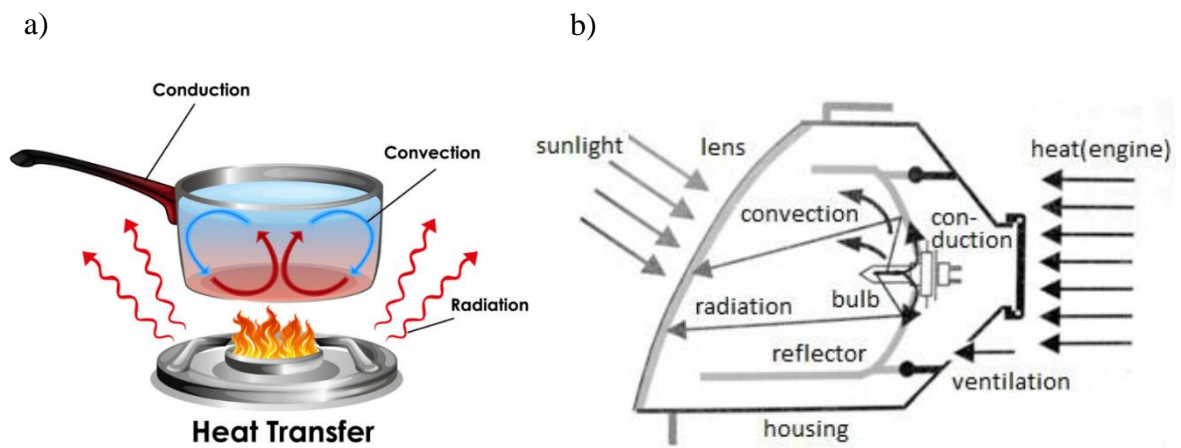 a)
Conduction
Convection
Radiation
Heat Transfer
b)
sunlight
lens
heat(engine)
convection
con-
duction
radiation
bulb
reflector
ventilation
housing